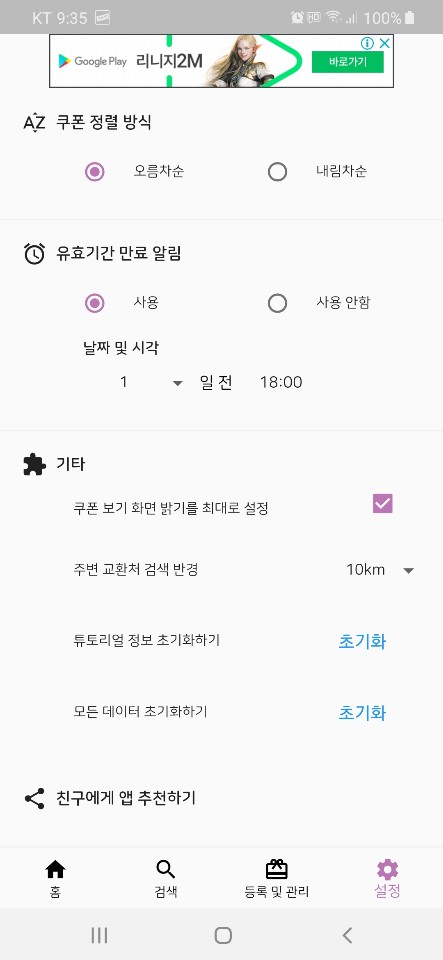 KT 9:35
100%
Google Play 리니지2M 바로가기
쿠폰 정렬 방식
오름차순 내림차순
유효기간 만료 알림
사용 사용 안함
날짜 및 시각
1 일 전 18:00
기타
쿠폰 보기 화면 밝기를 최대로 설정
주변 교환처 검색 반경 10km
튜토리얼 정보 초기화하기 초기화
모든 데이터 초기화하기 초기화
친구에게 앱 추천하기
홈 검색 등록 및 관리 설정